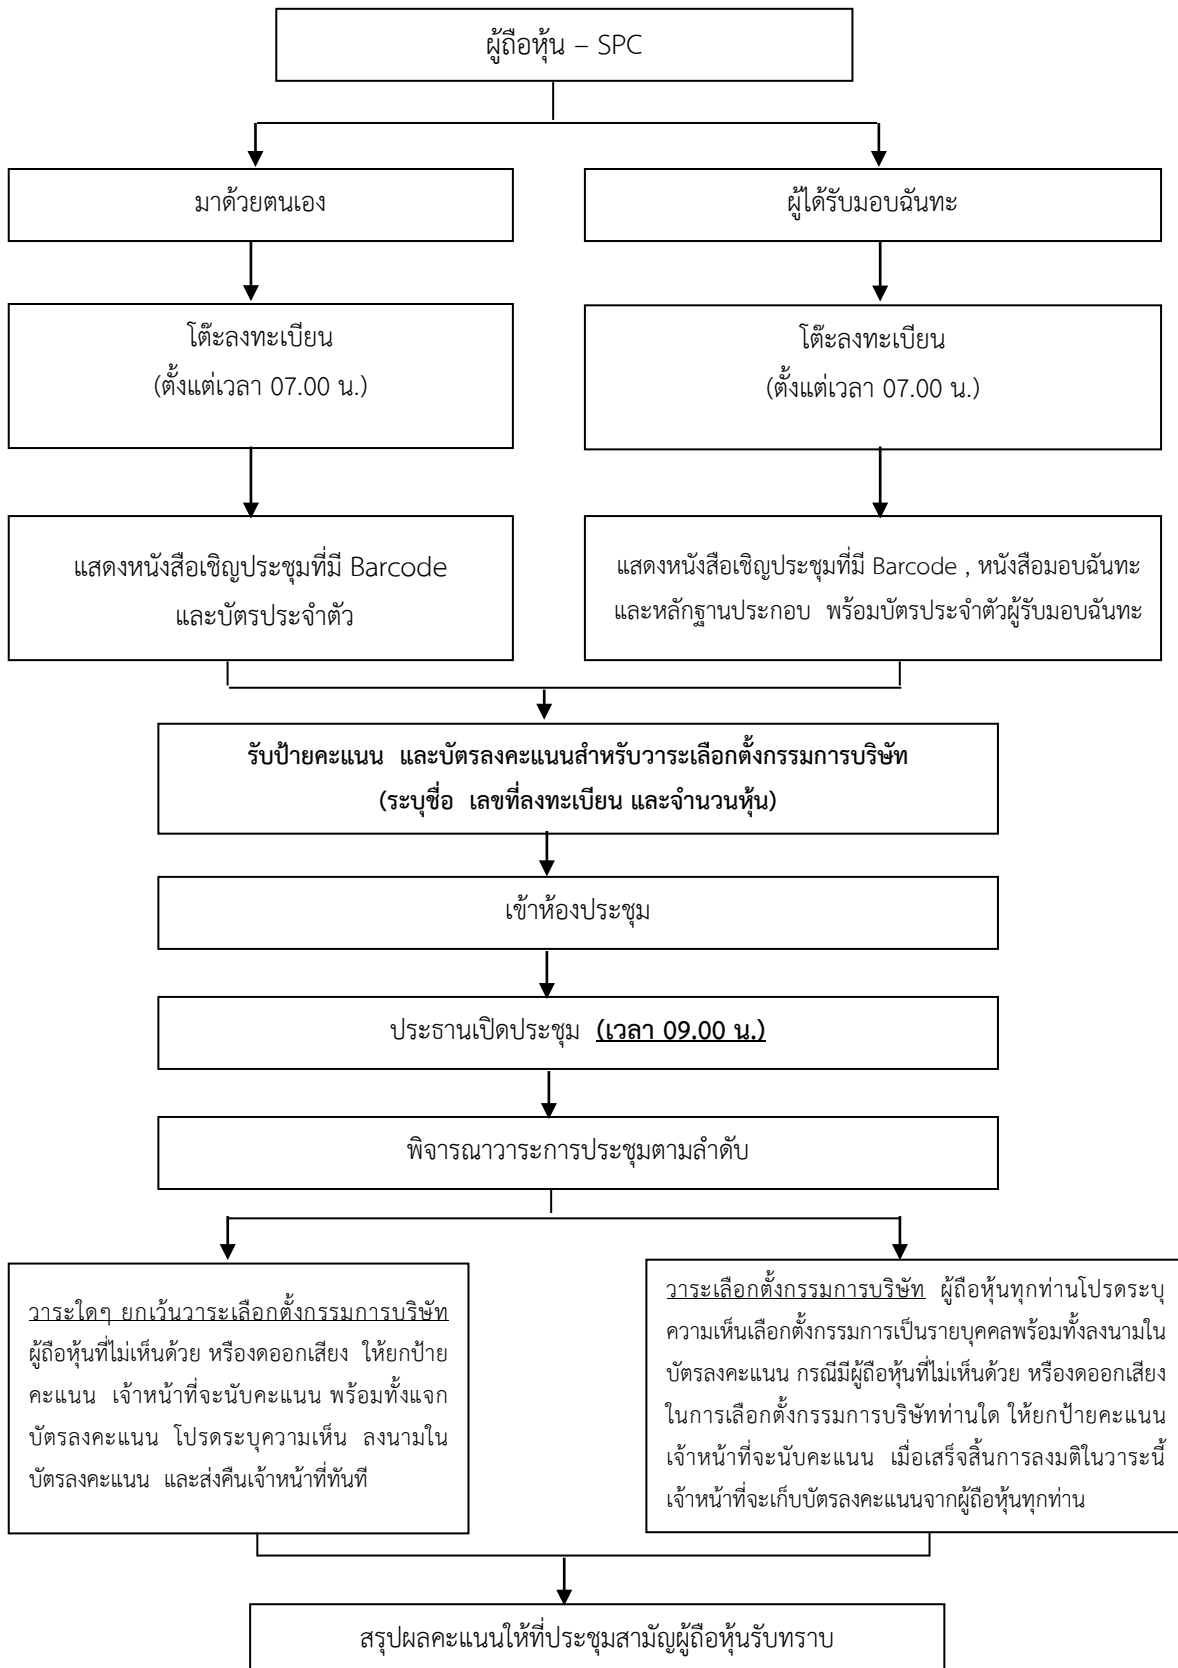 ผู้ถือหุ้น – SPC
มาด้วยตนเอง
ผู้ได้รับมอบฉันทะ
โต๊ะลงทะเบียน
(ตั้งแต่เวลา 07.00 น.)
โต๊ะลงทะเบียน
(ตั้งแต่เวลา 07.00 น.)
แสดงหนังสือเชิญประชุมที่มี Barcode
และบัตรประจำตัว
แสดงหนังสือเชิญประชุมที่มี Barcode , หนังสือมอบฉันทะ
และหลักฐานประกอบ พร้อมบัตรประจำตัวผู้รับมอบฉันทะ
รับป้ายคะแนน และบัตรลงคะแนนสำหรับวาระเลือกตั้งกรรมการบริษัท
(ระบุชื่อ เลขที่ลงทะเบียน และจำนวนหุ้น)
เข้าห้องประชุม
ประธานเปิดประชุม (เวลา 09.00 น.)
พิจารณาวาระการประชุมตามลำดับ
วาระใดๆ ยกเว้นวาระเลือกตั้งกรรมการบริษัท
ผู้ถือหุ้นที่ไม่เห็นด้วย หรืองดออกเสียง ให้ยกป้าย
คะแนน เจ้าหน้าที่จะนับคะแนน พร้อมทั้งแจก
บัตรลงคะแนน โปรดระบุความเห็น ลงนามใน
บัตรลงคะแนน และส่งคืนเจ้าหน้าที่ทันที
วาระเลือกตั้งกรรมการบริษัท ผู้ถือหุ้นทุกท่านโปรดระบุ
ความเห็นเลือกตั้งกรรมการเป็นรายบุคคลพร้อมทั้งลงนามใน
บัตรลงคะแนน กรณีมีผู้ถือหุ้นที่ไม่เห็นด้วย หรืองดออกเสียง
ในการเลือกตั้งกรรมการบริษัทท่านใด ให้ยกป้ายคะแนน
เจ้าหน้าที่จะนับคะแนน เมื่อเสร็จสิ้นการลงมติในวาระนี้
เจ้าหน้าที่จะเก็บบัตรลงคะแนนจากผู้ถือหุ้นทุกท่าน
สรุปผลคะแนนให้ที่ประชุมสามัญผู้ถือหุ้นรับทราบ